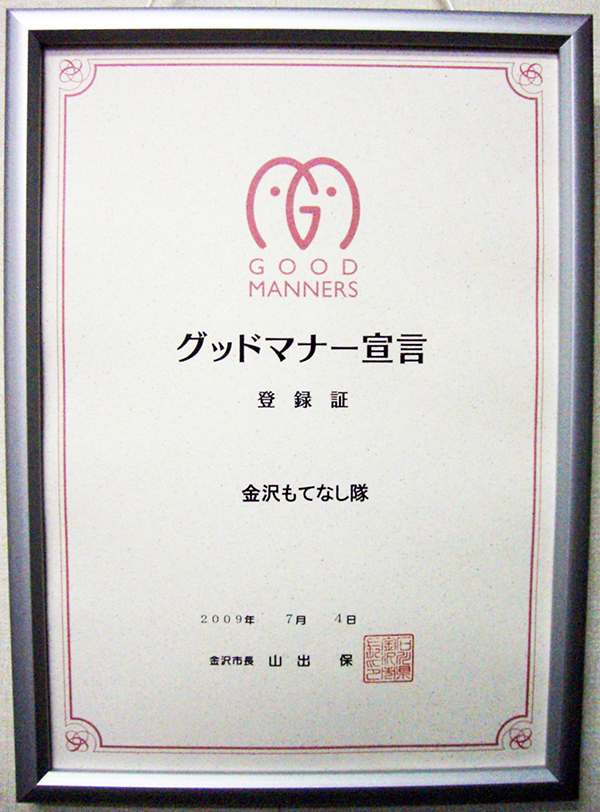 GOOD
MANNERS
グッドマナー宣言
登録証
金沢もてなし隊
2009年 7月 4日
金沢市長 山出 保